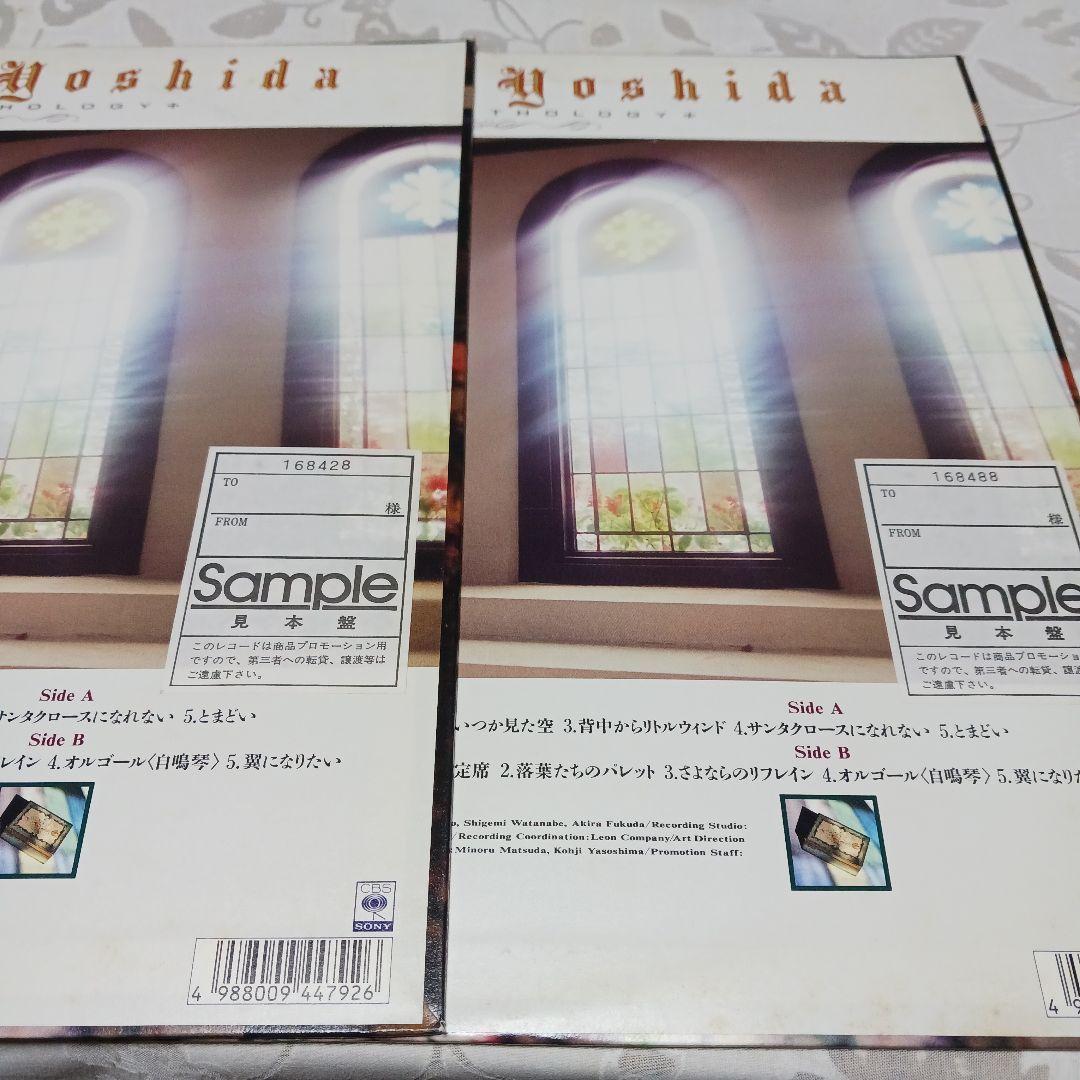 Yoshida
HOLOGY
168428
TO
様
FROM
Sample
見本盤
このレコードは商品プロモーション用
ですので、第三者への転貸、譲渡等は
ご遠慮下さい。
Side A
サンタクロースになれない 5.とまどい
Side B
レイン 4.オルゴール〈自鳴琴〉 5.翼になりたい
CBS
SONY
4 988009 447926
Yoshida
THOLOGY
168488
TO
様
FROM
Sample
見本盤
このレコードは商品プロモーショ
ですので、第三者への転貸、譲渡
ご遠慮下さい。
Side A
いつか見た空 3.背中からリトルウィンド 4.サンタクロースになれない 5.とまどい
Side B
定席 2.落葉たちのパレット 3.さよならのリフレイン 4.オルゴール〈自鳴琴〉 5.翼になりた
o, Shigemi Watanabe, Akira Fukuda/Recording Studio:
/Recording Coordination:Leon Company/Art Direction
:Minoru Matsuda, Kohji Yasoshima/Promotion Staff:
4